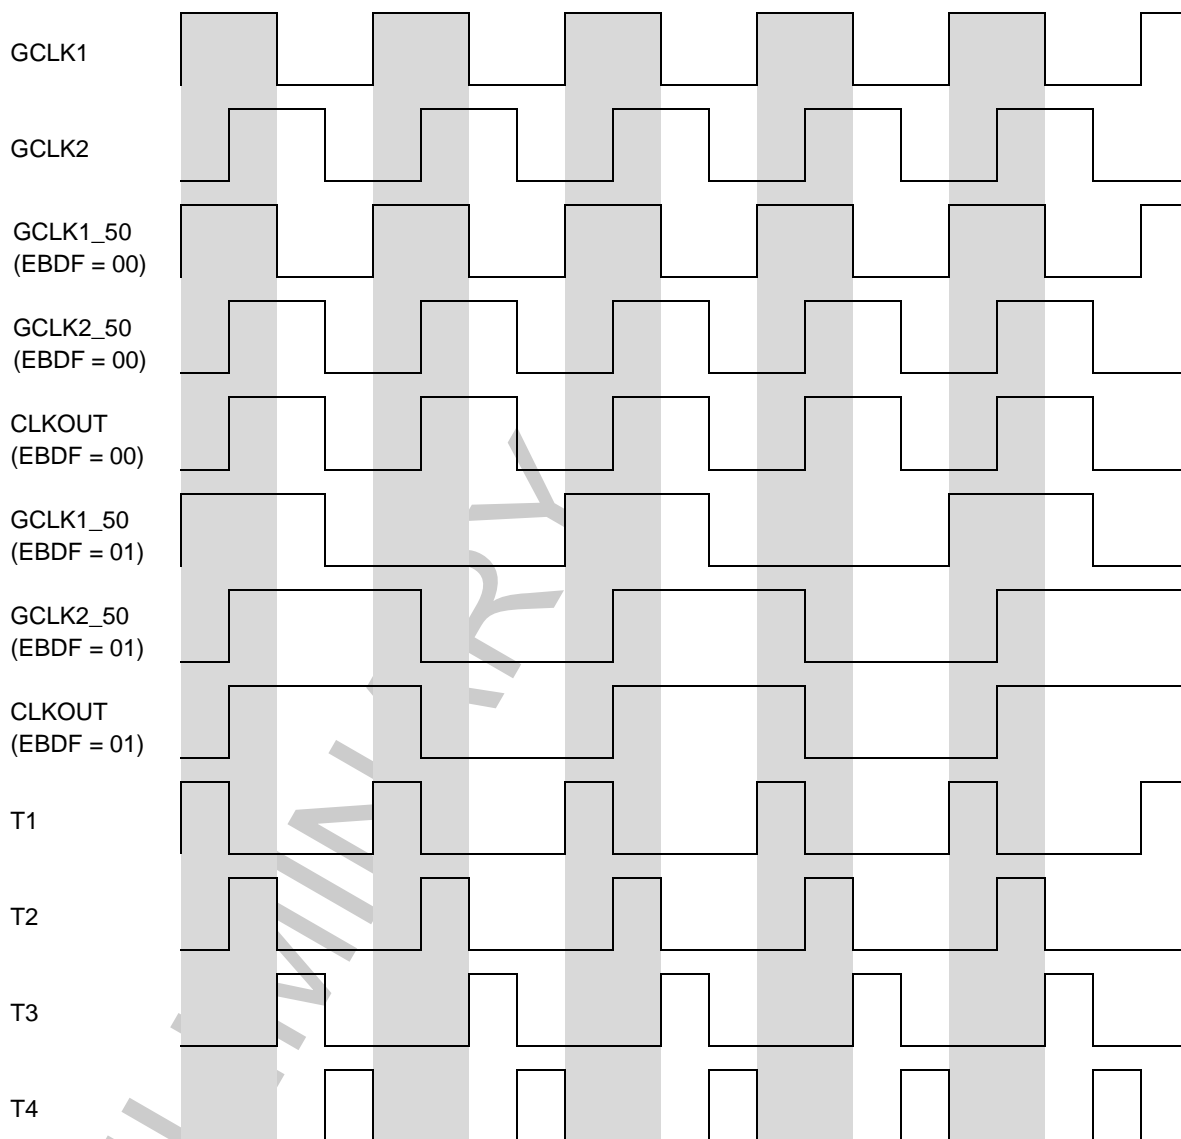 GCLK1
GCLK2
GCLK1_50
(EBDF = 00)
GCLK2_50
(EBDF = 00)
CLKOUT
(EBDF = 00)
GCLK1_50
(EBDF = 01)
GCLK2_50
(EBDF = 01)
CLKOUT
(EBDF = 01)
T1
T2
T3
T4